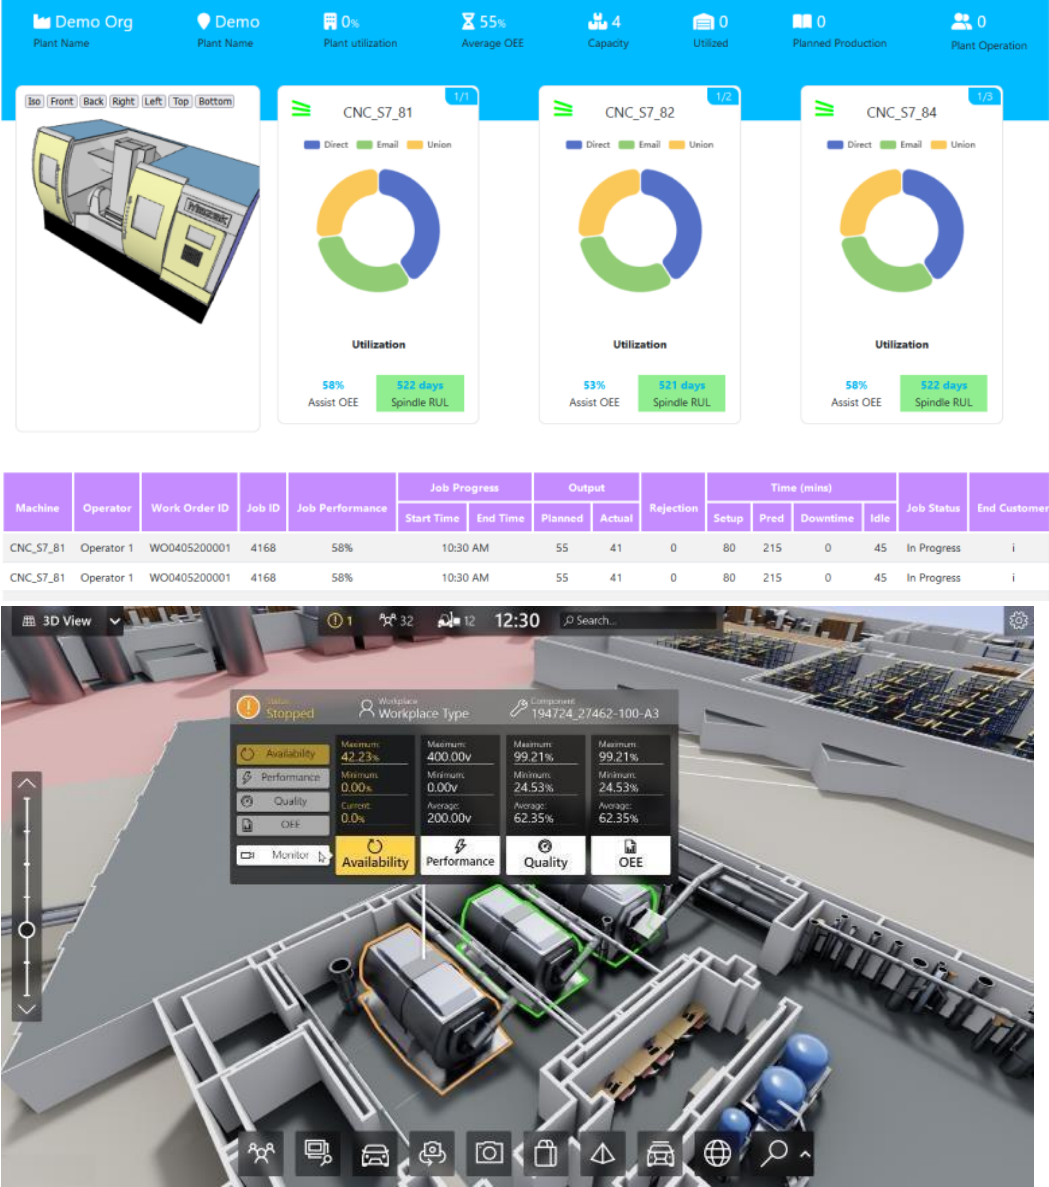 Demo Org
Plant Name
Demo
Plant Name
0%
Plant utilization
55%
Average OEE
4
Capacity
0
Utilized
0
Planned Production
0
Plant Operation
Iso Front Back Right Left Top Bottom
1/1
CNC_S7_81
Direct Email Union
Utilization
58%
Assist OEE
522 days
Spindle RUL
1/2
CNC_S7_82
Direct Email Union
Utilization
53%
Assist OEE
521 days
Spindle RUL
1/3
CNC_S7_84
Direct Email Union
Utilization
58%
Assist OEE
522 days
Spindle RUL
Machine Operator Work Order ID Job ID Job Performance Job Progress Output Rejection Time (mins) Job Status End Customer
Start Time End Time Planned Actual Setup Pred Downtime Idle
CNC_S7_81 Operator 1 WO0405200001 4168 58% 10:30 AM 55 41 0 80 215 0 45 In Progress i
CNC_S7_81 Operator 1 WO0405200001 4168 58% 10:30 AM 55 41 0 80 215 0 45 In Progress i
3D View 1 32 12 12:30 Search...
Status
Stopped
Workplace
Workplace Type
Component
194724_27462-100-A3
Availability
Performance
Quality
OEE
Monitor
Maximum:
42.23%
Minimum:
0.00%
Current:
0.0%
Availability
Maximum:
400.00v
Minimum:
0.00v
Average:
200.00v
Performance
Maximum:
99.21%
Minimum:
24.53%
Average:
62.35%
Quality
Maximum:
99.21%
Minimum:
24.53%
Average:
62.35%
OEE